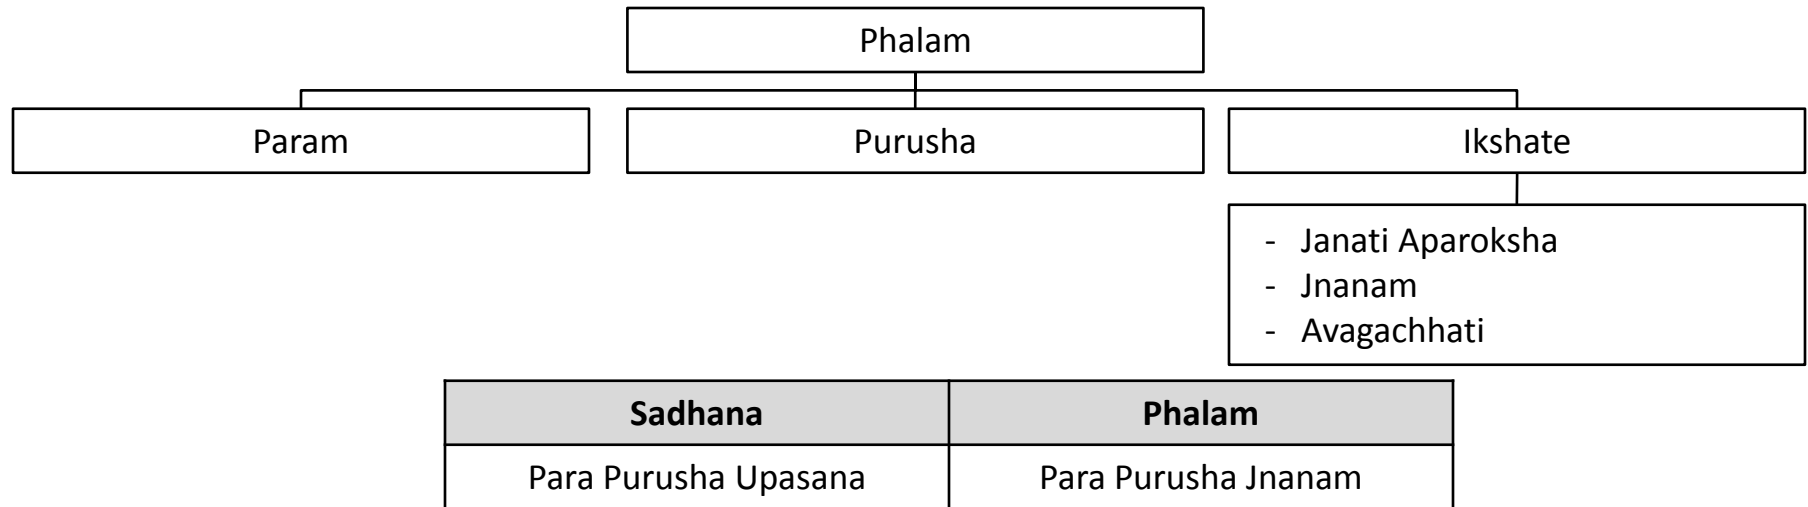 Phalam
Param
Purusha
Ikshate
- Janati Aparoksha
- Jnanam
- Avagachhati
Sadhana
Phalam
Para Purusha Upasana
Para Purusha Jnanam